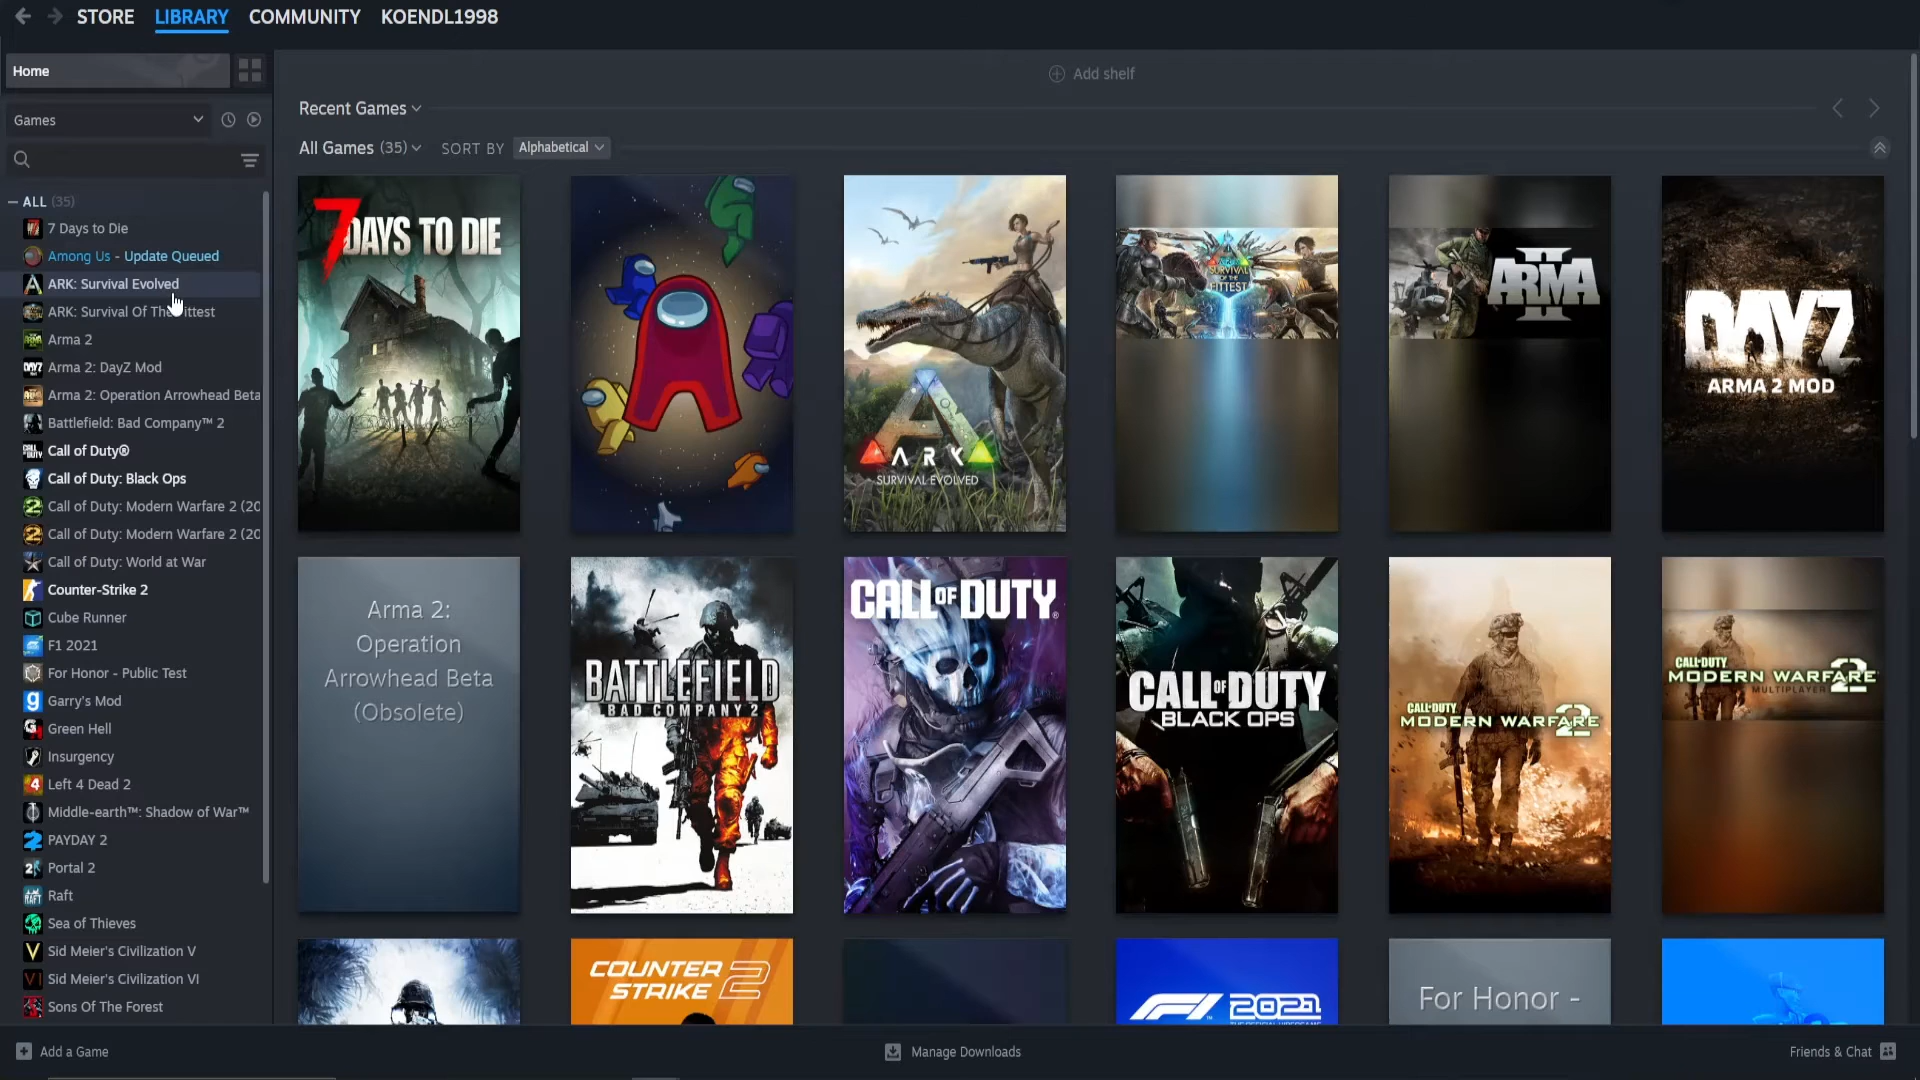 STORE LIBRARY COMMUNITY KOENDL1998
Home
Add shelf
Games
Recent Games
All Games (35) SORT BY Alphabetical
ALL (35)
7 Days to Die
Among Us - Update Queued
ARK: Survival Evolved
ARK: Survival Of The ittest
Arma 2
Arma 2: DayZ Mod
Arma 2: Operation Arrowhead Beta
Battlefield: Bad Company™ 2
Call of Duty®
Call of Duty: Black Ops
Call of Duty: Modern Warfare 2 (20
Call of Duty: Modern Warfare 2 (20
Call of Duty: World at War
Counter-Strike 2
Cube Runner
F1 2021
For Honor - Public Test
Garry's Mod
Green Hell
Insurgency
Left 4 Dead 2
Middle-earth™: Shadow of War™
PAYDAY 2
Portal 2
Raft
Sea of Thieves
Sid Meier's Civilization V
Sid Meier's Civilization VI
Sons Of The Forest
7 DAYS TO DIE
ARK
SURVIVAL EVOLVED
ARK
SURVIVAL
OF THE
FITTEST
II
ARMA
II
DAYZ
ARMA 2 MOD
Arma 2:
Operation
Arrowhead Beta
(Obsolete)
BATTLEFIELD
BAD COMPANY 2
CALL OF DUTY®
CALL OF DUTY
BLACK OPS
CALL OF DUTY
MODERN WARFARE 2
CALL OF DUTY
MODERN WARFARE 2
MULTIPLAYER
COUNTER
STRIKE 2
F1 2021
THE OFFICIAL VIDEOGAME
For Honor -
Add a Game
Manage Downloads
Friends & Chat